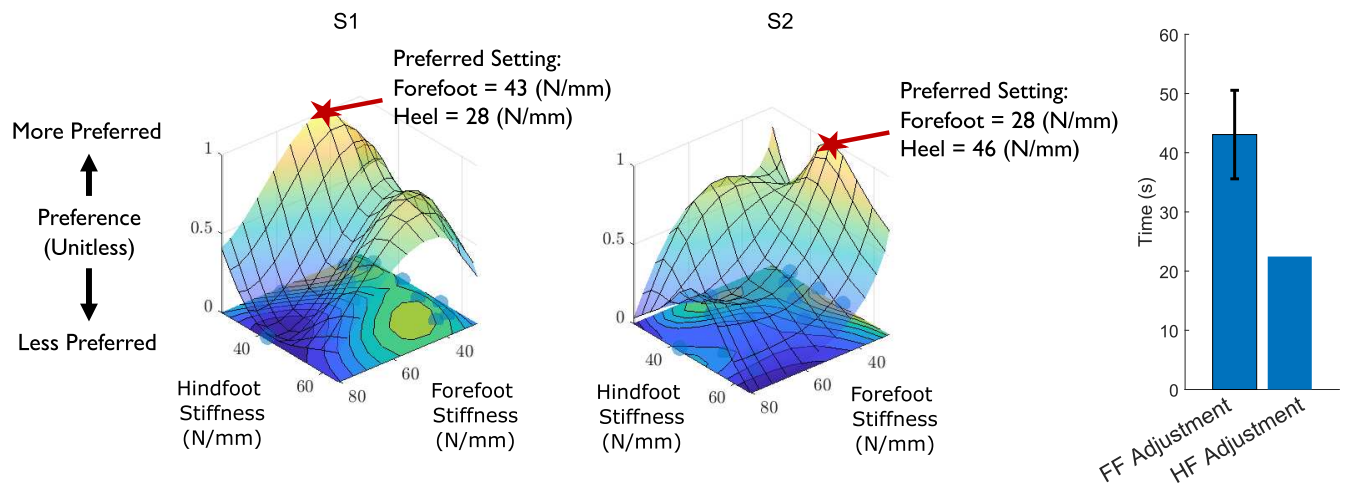 S1
Preferred Setting:
Forefoot = 43 (N/mm)
Heel = 28 (N/mm)
More Preferred
Preference
(Unitless)
Less Preferred
1
0.5
0
40
60
80
60
40
Hindfoot
Stiffness
(N/mm)
Forefoot
Stiffness
(N/mm)
S2
Preferred Setting:
Forefoot = 28 (N/mm)
Heel = 46 (N/mm)
1
0.5
0
40
60
80
60
40
Hindfoot
Stiffness
(N/mm)
Forefoot
Stiffness
(N/mm)
60
50
40
30
20
10
0
Time (s)
FF Adjustment
HF Adjustment